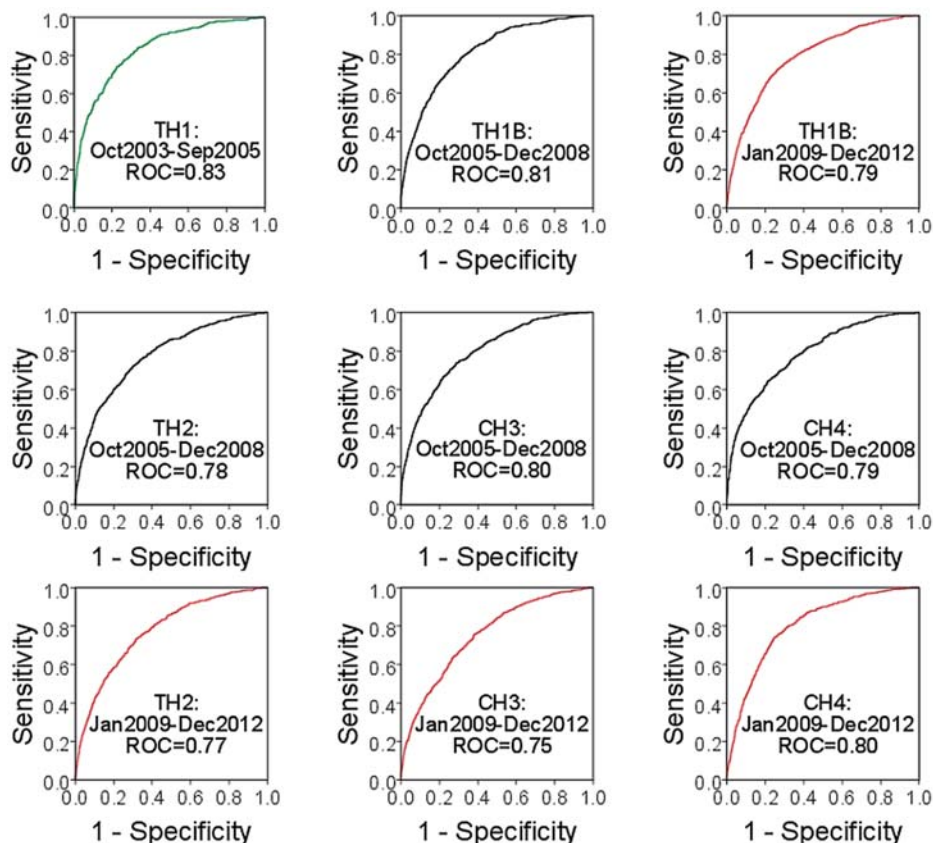 Sensitivity
1.0
0.8
0.6
0.4
0.2
0.0
TH1:
Oct2003-Sep2005
ROC=0.83
0.0 0.2 0.4 0.6 0.8 1.0
1 - Specificity
Sensitivity
1.0
0.8
0.6
0.4
0.2
0.0
TH1B:
Oct2005-Dec2008
ROC=0.81
0.0 0.2 0.4 0.6 0.8 1.0
1 - Specificity
Sensitivity
1.0
0.8
0.6
0.4
0.2
0.0
TH1B:
Jan2009-Dec2012
ROC=0.79
0.0 0.2 0.4 0.6 0.8 1.0
1 - Specificity
Sensitivity
1.0
0.8
0.6
0.4
0.2
0.0
TH2:
Oct2005-Dec2008
ROC=0.78
0.0 0.2 0.4 0.6 0.8 1.0
1 - Specificity
Sensitivity
1.0
0.8
0.6
0.4
0.2
0.0
CH3:
Oct2005-Dec2008
ROC=0.80
0.0 0.2 0.4 0.6 0.8 1.0
1 - Specificity
Sensitivity
1.0
0.8
0.6
0.4
0.2
0.0
CH4:
Oct2005-Dec2008
ROC=0.79
0.0 0.2 0.4 0.6 0.8 1.0
1 - Specificity
Sensitivity
1.0
0.8
0.6
0.4
0.2
0.0
TH2:
Jan2009-Dec2012
ROC=0.77
0.0 0.2 0.4 0.6 0.8 1.0
1 - Specificity
Sensitivity
1.0
0.8
0.6
0.4
0.2
0.0
CH3:
Jan2009-Dec2012
ROC=0.75
0.0 0.2 0.4 0.6 0.8 1.0
1 - Specificity
Sensitivity
1.0
0.8
0.6
0.4
0.2
0.0
CH4:
Jan2009-Dec2012
ROC=0.80
0.0 0.2 0.4 0.6 0.8 1.0
1 - Specificity